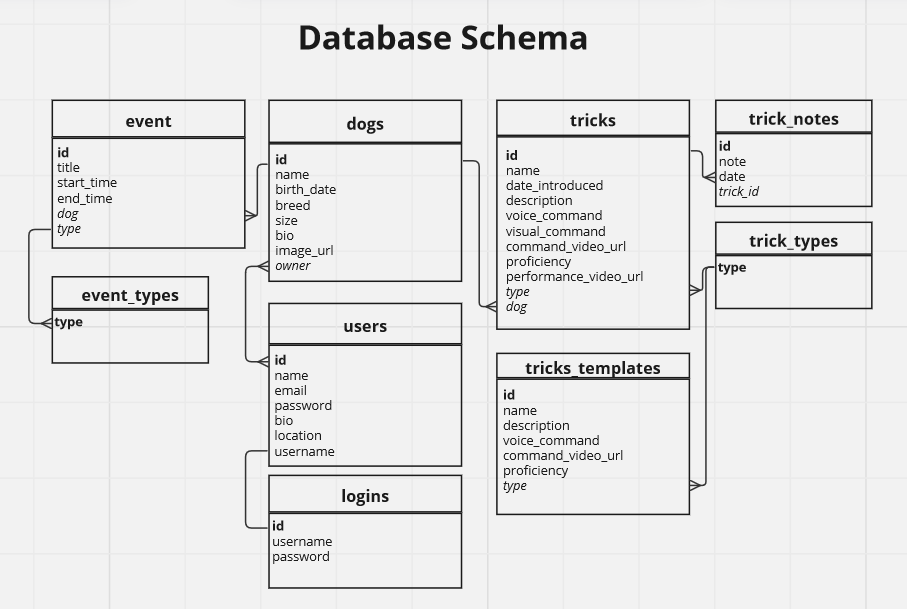 Database Schema
event
id
title
start_time
end_time
dog
type
event_types
type
dogs
id
name
birth_date
breed
size
bio
image_url
owner
users
id
name
email
password
bio
location
username
logins
id
username
password
tricks
id
name
date_introduced
description
voice_command
visual_command
command_video_url
proficiency
performance_video_url
type
dog
tricks_templates
id
name
description
voice_command
command_video_url
proficiency
type
trick_notes
id
note
date
trick_id
trick_types
type